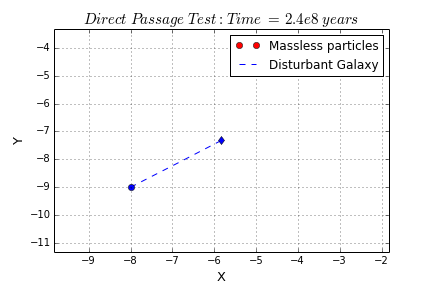 Direct Passage Test: Time = 2.4e8 years
Massless particles
Disturbant Galaxy
−4
−5
−6
−7
−8
−9
−10
−11
Y
−9 −8 −7 −6 −5 −4 −3 −2
X